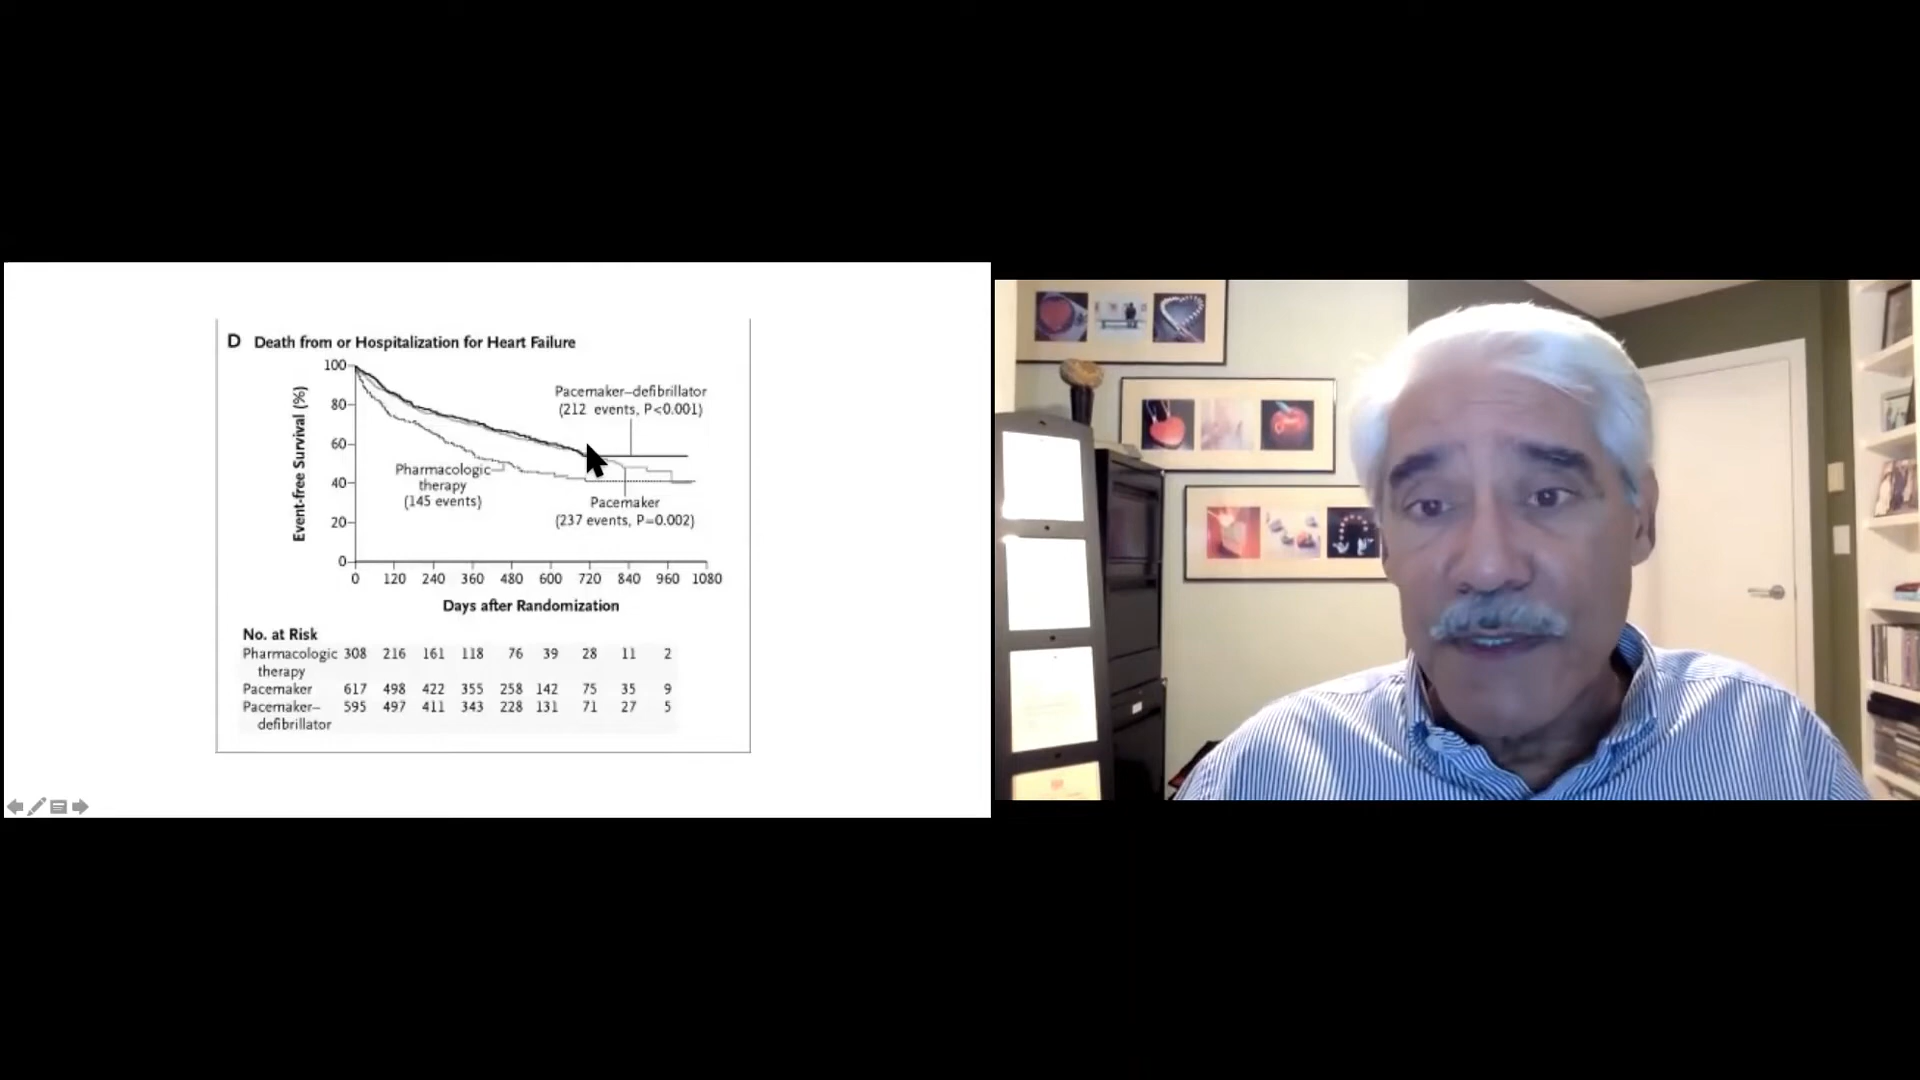 D Death from or Hospitalization for Heart Failure
100
80
60
40
20
0
Event-free Survival (%)
Pacemaker–defibrillator
(212 events, P<0.001)
Pharmacologic
therapy
(145 events)
Pacemaker
(237 events, P=0.002)
0 120 240 360 480 600 720 840 960 1080
Days after Randomization
No. at Risk
Pharmacologic 308 216 161 118 76 39 28 11 2
therapy
Pacemaker 617 498 422 355 258 142 75 35 9
Pacemaker– 595 497 411 343 228 131 71 27 5
defibrillator